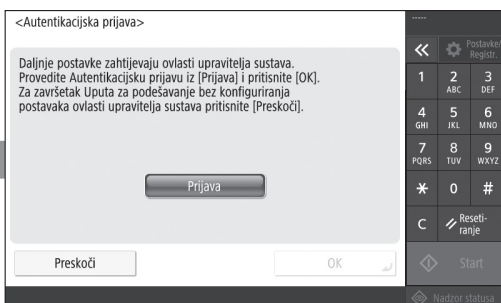 <Autentikacijska prijava>
Daljnje postavke zahtijevaju ovlasti upravitelja sustava.
Provedite Autentikacijsku prijavu iz [Prijava] i pritisnite [OK].
Za završetak Uputa za podešavanje bez konfiguriranja
postavaka ovlasti upravitelja sustava pritisnite [Preskoči].
Prijava
Preskoči
OK
Postavke/
Registr.
1
2
ABC
3
DEF
4
GHI
5
JKL
6
MNO
7
PQRS
8
TUV
9
WXYZ
*
0
#
C
Reseti-
ranje
Start
Nadzor statusa